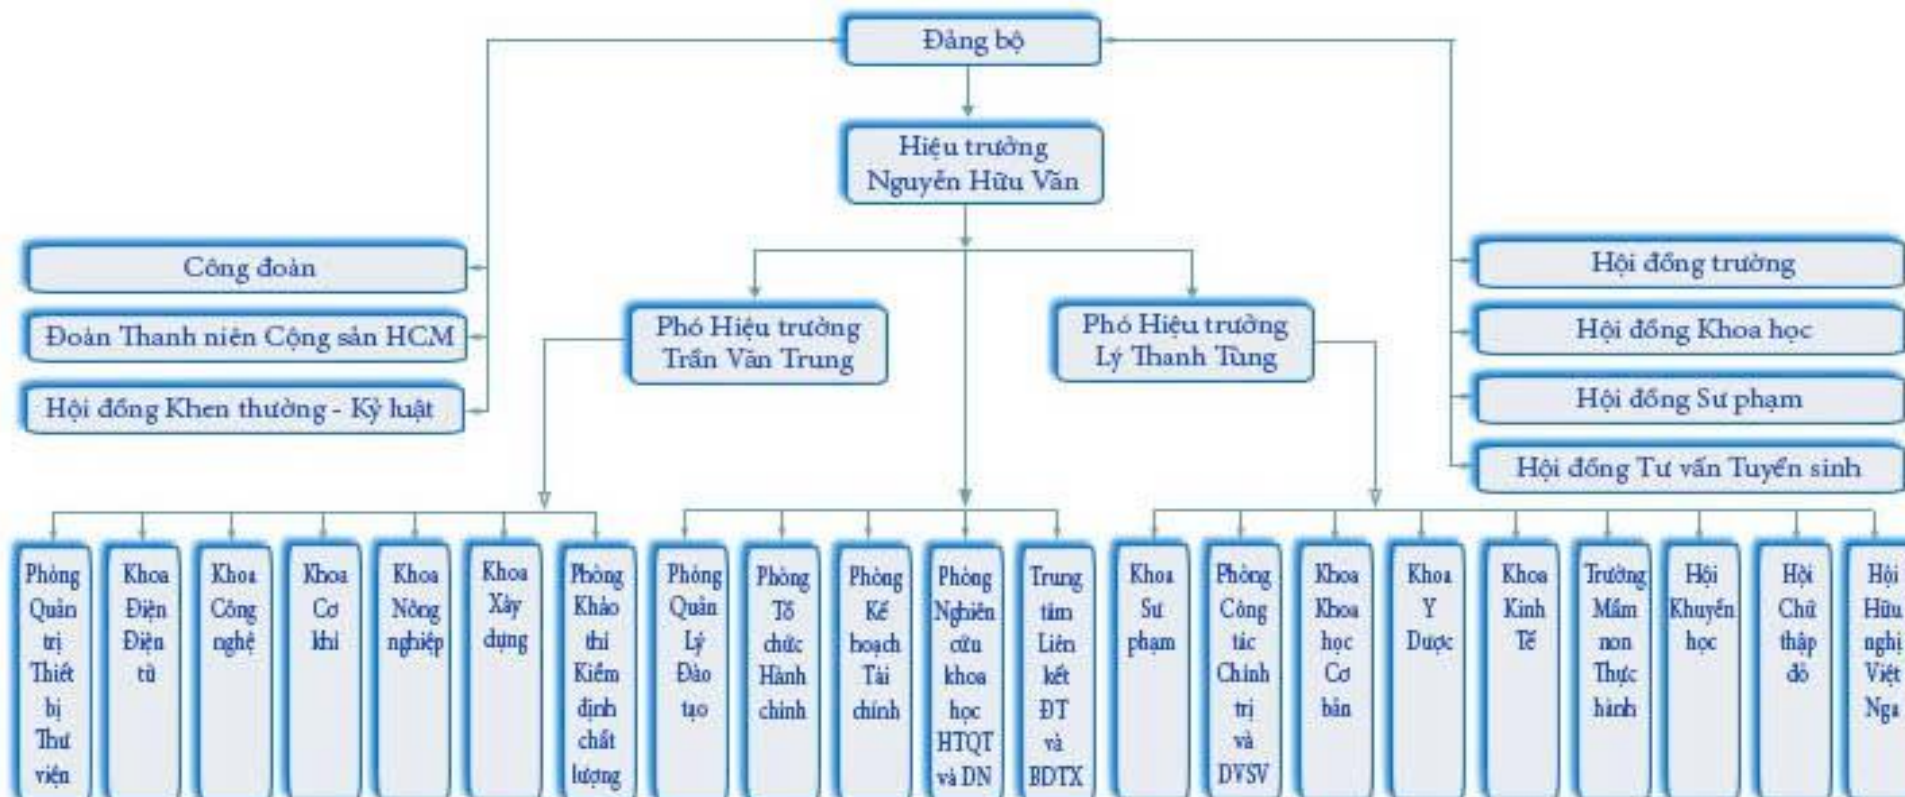 Đảng bộ
Hiệu trưởng
Nguyễn Hữu Văn
Công đoàn
Đoàn Thanh niên Cộng sản HCM
Hội đồng Khen thưởng - Kỷ luật
Phó Hiệu trưởng
Trần Văn Trung
Phó Hiệu trưởng
Lý Thanh Tùng
Hội đồng trường
Hội đồng Khoa học
Hội đồng Sư phạm
Hội đồng Tư vấn Tuyển sinh
Phòng
Quản
trị
Thiết
bị
Thư
viện
Khoa
Điện
Điện
tử
Khoa
Công
nghệ
Khoa
Cơ
khí
Khoa
Nông
nghiệp
Khoa
Xây
dựng
Phòng
Khảo
thí
Kiểm
định
chất
lượng
Phòng
Quản
Lý
Đào
tạo
Phòng
Tổ
chức
Hành
chính
Phòng
Kế
hoạch
Tài
chính
Phòng
Nghiên
cứu
khoa
học
HTQT
và DN
Trung
tâm
Liên
kết
ĐT
và
BDTX
Khoa
Sư
phạm
Phòng
Công
tác
Chính
trị
và
DVSV
Khoa
Khoa
học
Cơ
bản
Khoa
Y
Dược
Khoa
Kinh
Tế
Trường
Mầm
non
Thực
hành
Hội
Khuyến
học
Hội
Chữ
thập
đỏ
Hội
Hữu
nghị
Việt
Nga